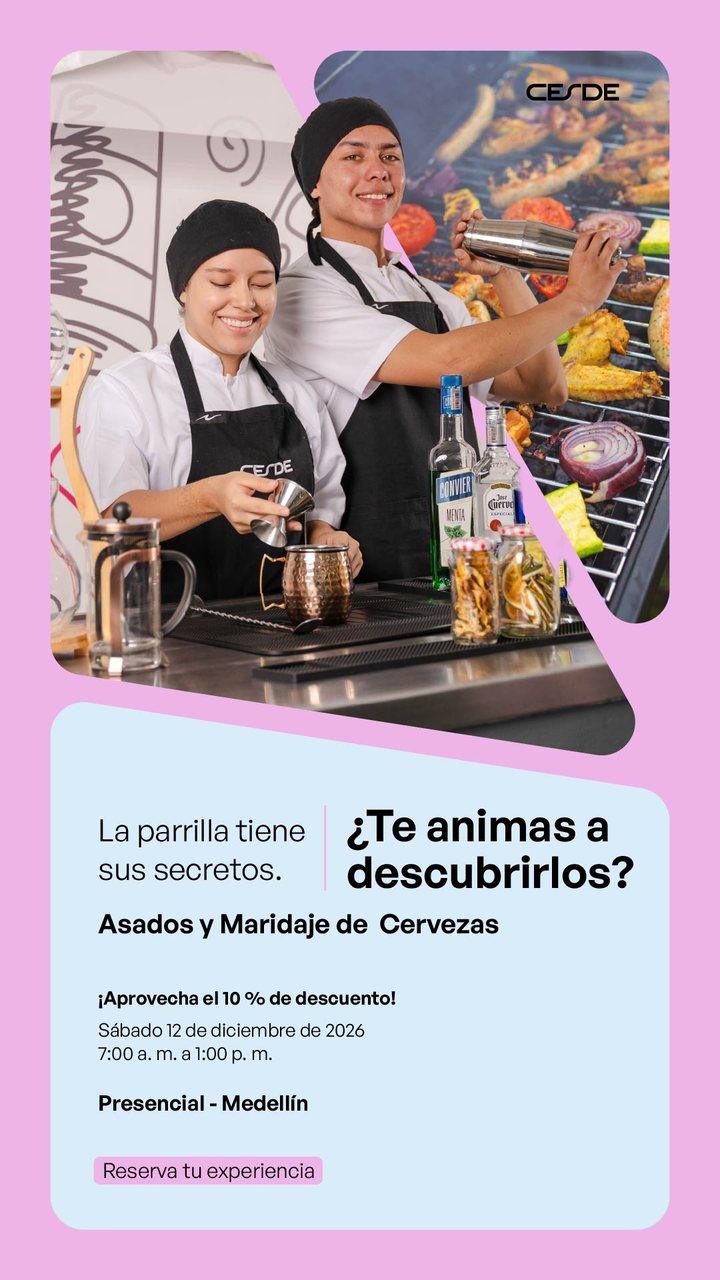 CESDE
CESDE
CONVIER
MENTA
Jose
Cuervo
ESPECIAL
La parrilla tiene
sus secretos.
¿Te animas a
descubrirlos?
Asados y Maridaje de Cervezas
¡Aprovecha el 10 % de descuento!
Sábado 12 de diciembre de 2026
7:00 a. m. a 1:00 p. m.
Presencial - Medellín
Reserva tu experiencia